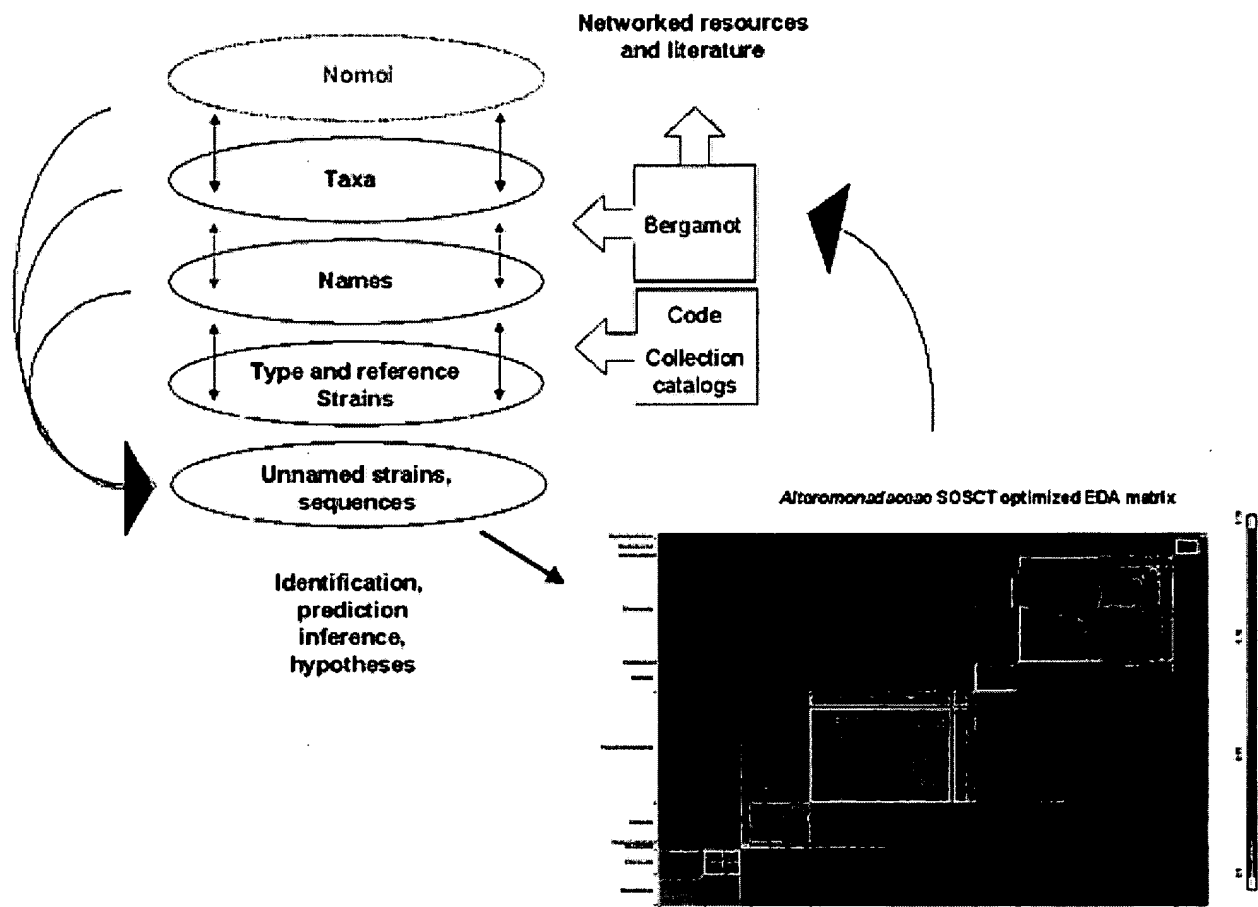 Networked resources
and literature
Nomoi
Taxa
Names
Type and reference
Strains
Unnamed strains,
sequences
Bergamot
Code
Collection
catalogs
Identification,
prediction
inference,
hypotheses
Alteromonadaceae SOSCT optimized EDA matrix